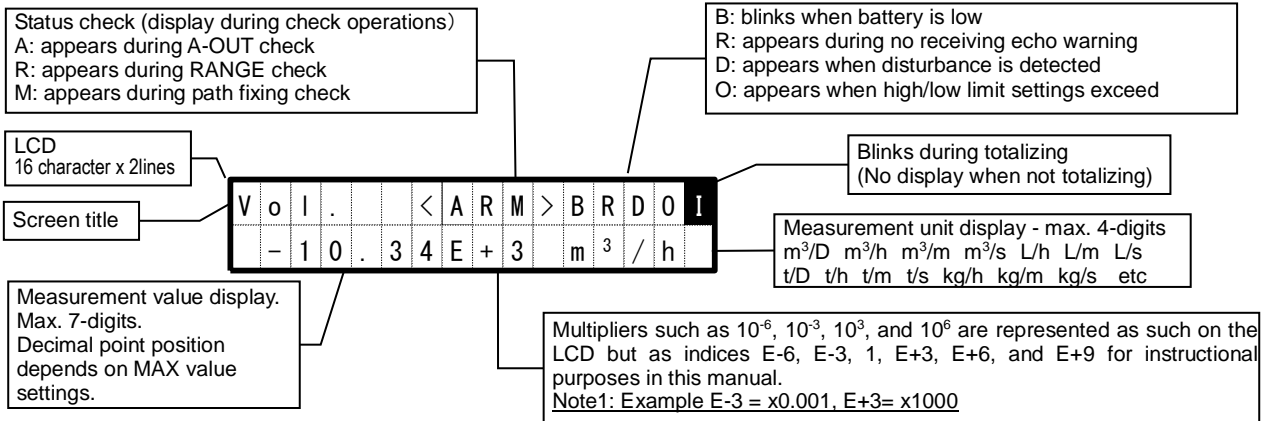 Status check (display during check operations）
A: appears during A-OUT check
R: appears during RANGE check
M: appears during path fixing check
B: blinks when battery is low
R: appears during no receiving echo warning
D: appears when disturbance is detected
O: appears when high/low limit settings exceed
LCD
16 character x 2lines
Blinks during totalizing
(No display when not totalizing)
Screen title
Vol.  <ARM>BRDOI
-10.34E+3 m³/h
Measurement unit display - max. 4-digits
m³/D m³/h m³/m m³/s L/h L/m L/s
t/D t/h t/m t/s kg/h kg/m kg/s etc
Measurement value display.
Max. 7-digits.
Decimal point position
depends on MAX value
settings.
Multipliers such as 10⁻⁶, 10⁻³, 10³, and 10⁶ are represented as such on the
LCD but as indices E-6, E-3, 1, E+3, E+6, and E+9 for instructional
purposes in this manual.
Note1: Example E-3 = x0.001, E+3= x1000